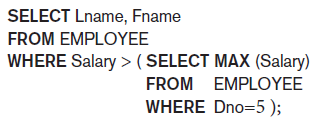 SELECT Lname, Fname
FROM EMPLOYEE
WHERE Salary > ( SELECT MAX (Salary)
FROM EMPLOYEE
WHERE Dno=5 );